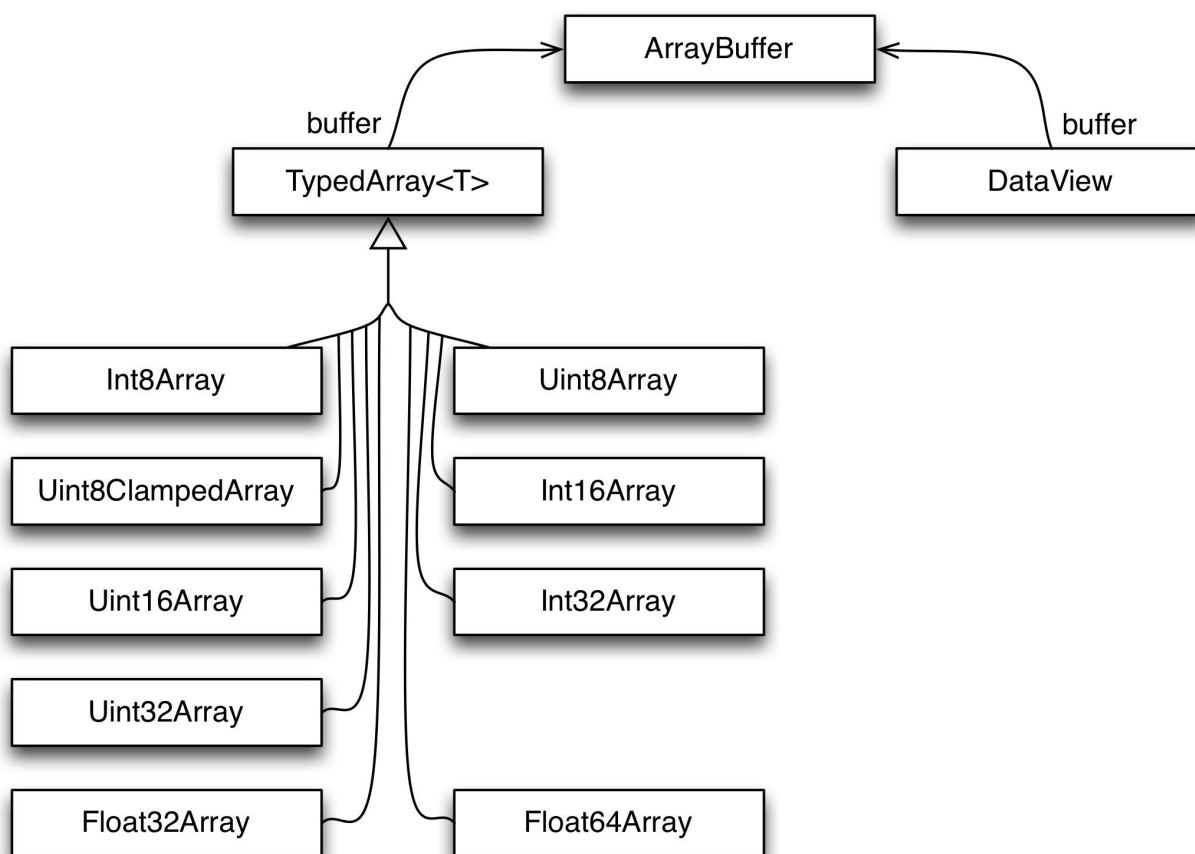 ArrayBuffer
buffer
buffer
TypedArray<T>
DataView
Int8Array
Uint8Array
Uint8ClampedArray
Int16Array
Uint16Array
Int32Array
Uint32Array
Float32Array
Float64Array